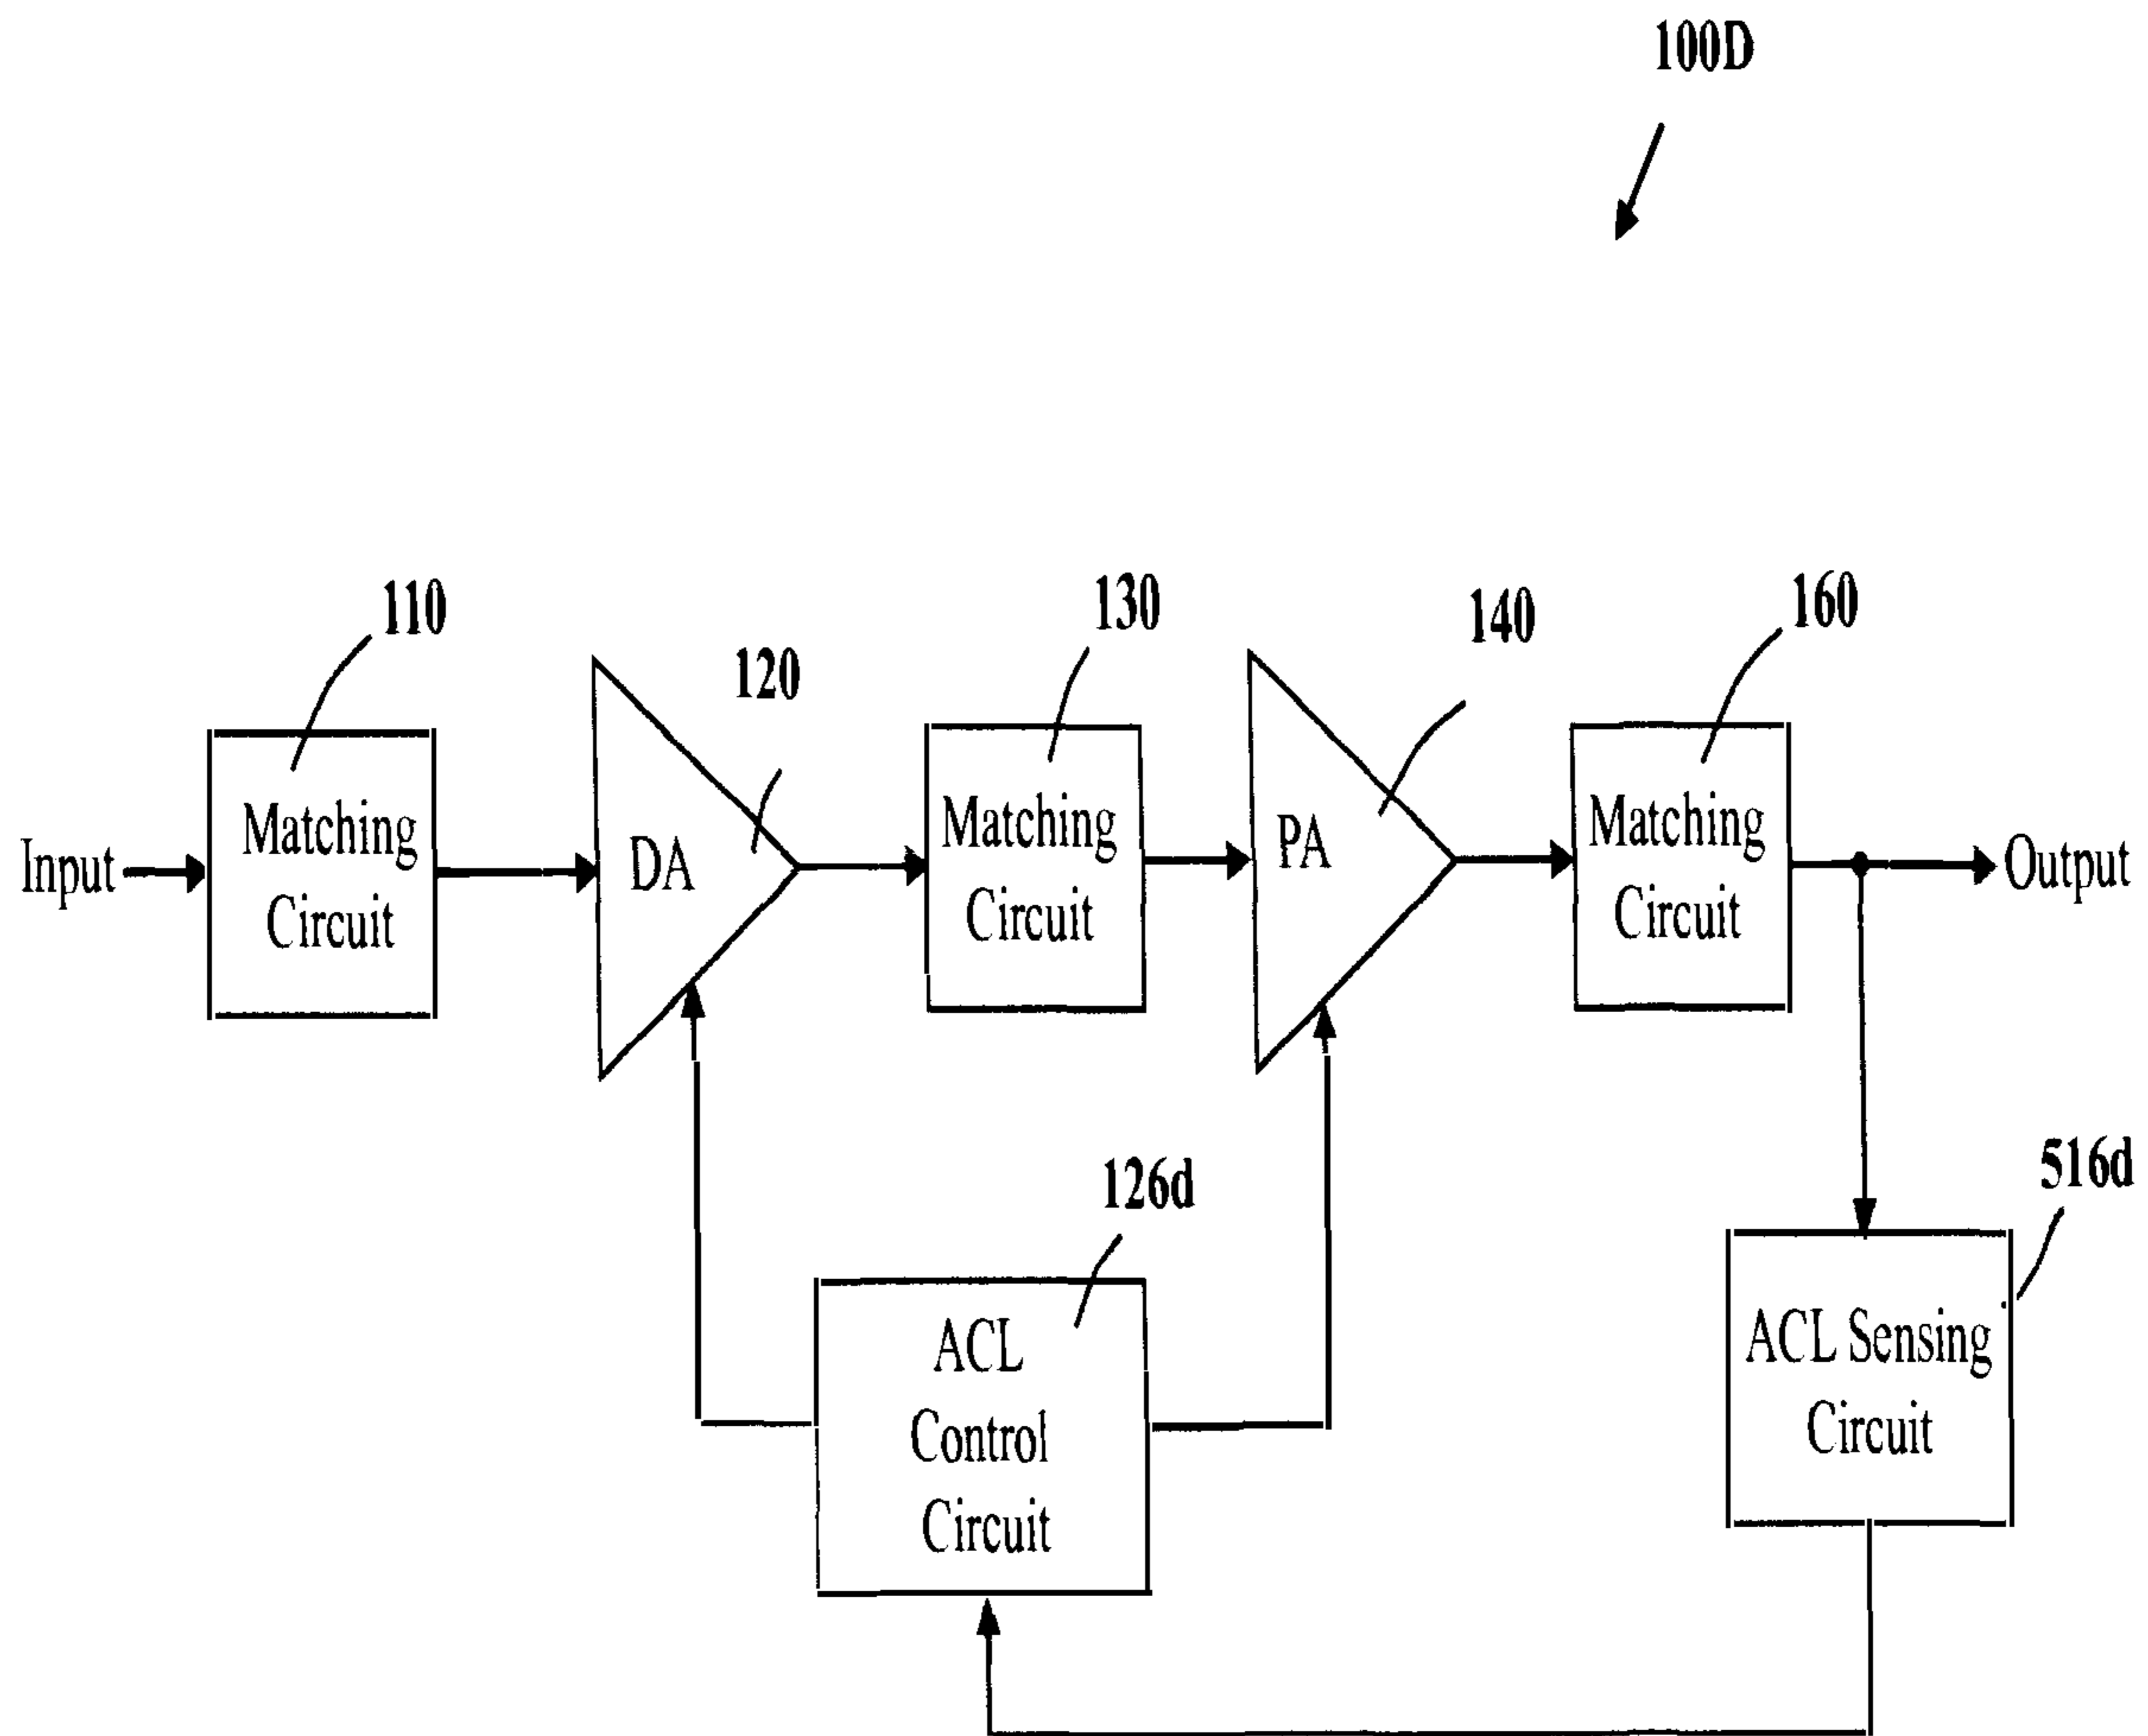 100D
110
120
130
140
160
Input
Matching
Circuit
DA
Matching
Circuit
PA
Matching
Circuit
Output
126d
516d
ACL
Control
Circuit
ACL Sensing
Circuit